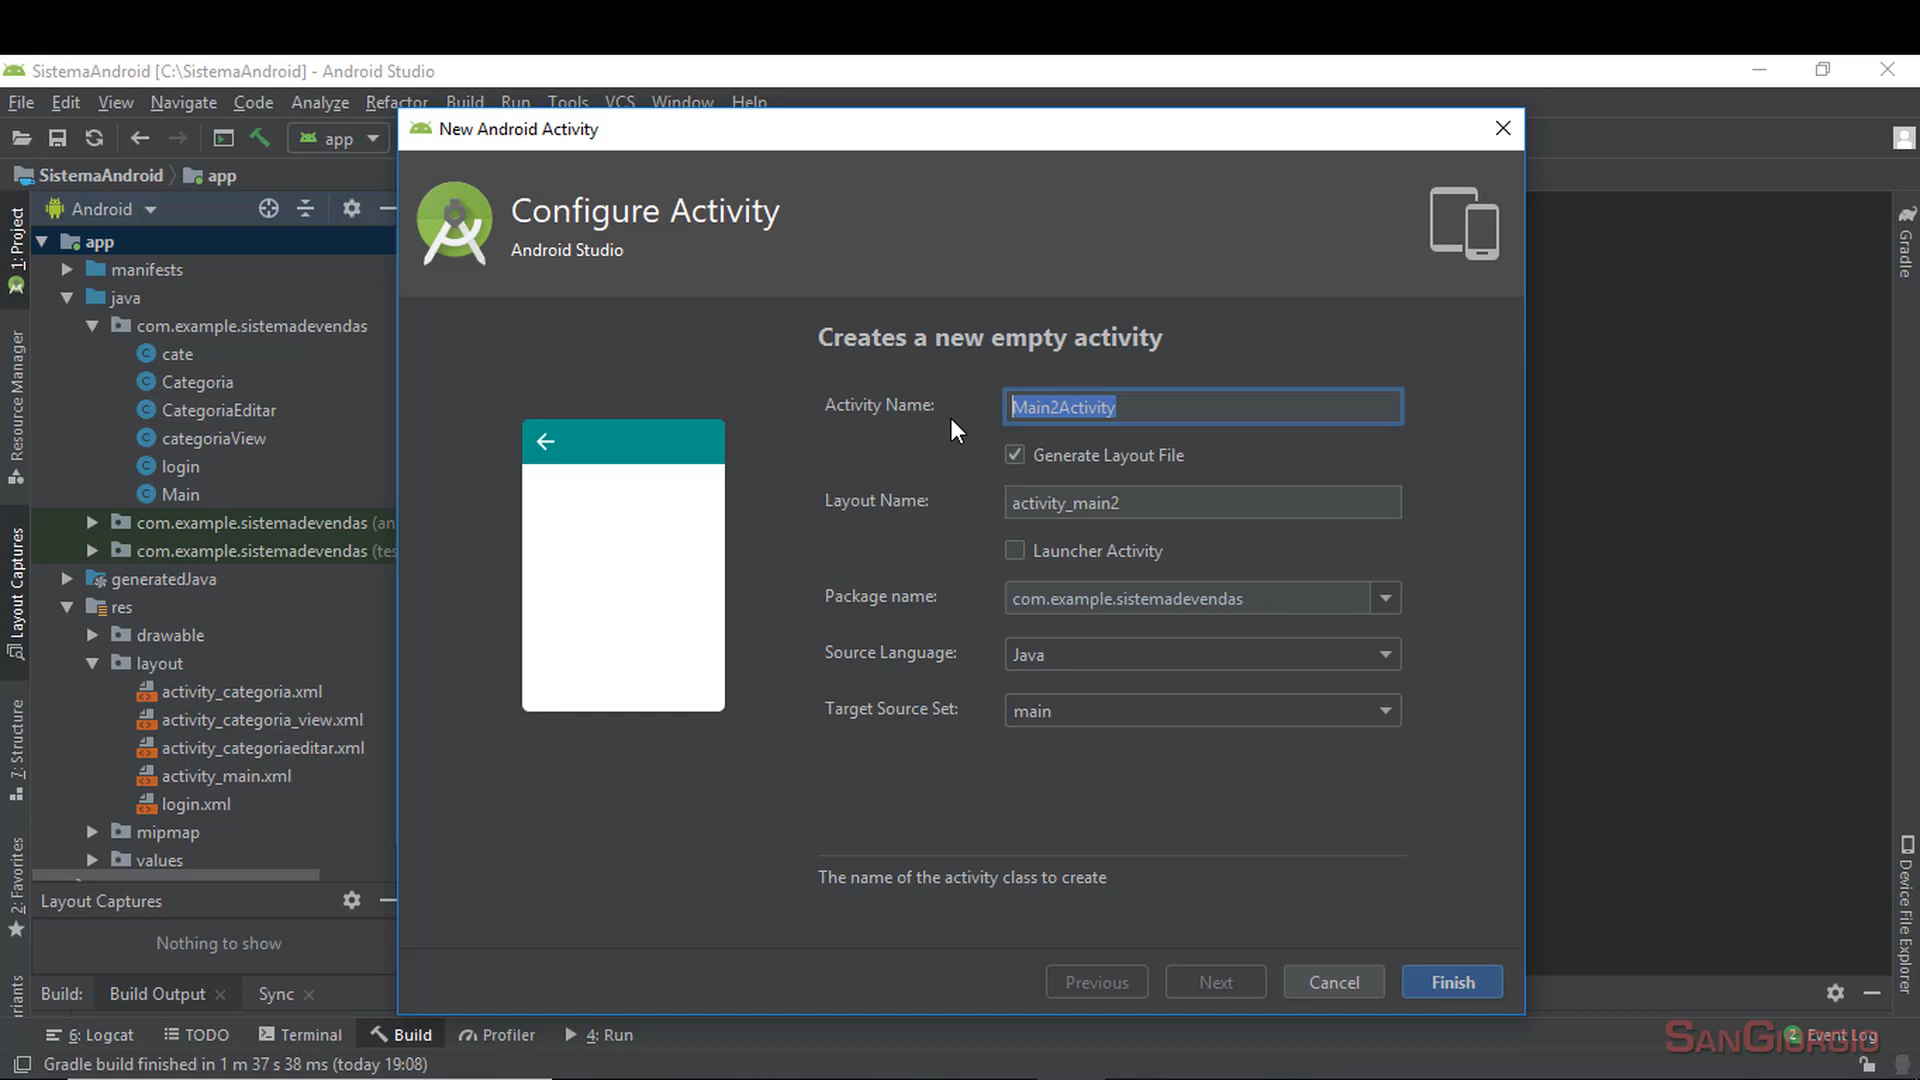 SistemaAndroid [C:\SistemaAndroid] - Android Studio
File Edit View Navigate Code Analyze Refactor Build Run Tools VCS Window Help
app
SistemaAndroid app
Android
app
manifests
java
com.example.sistemadevendas
cate
Categoria
CategoriaEditar
categoriaView
login
Main
com.example.sistemadevendas (an
com.example.sistemadevendas (tes
generatedJava
res
drawable
layout
activity_categoria.xml
activity_categoria_view.xml
activity_categoriaeditar.xml
activity_main.xml
login.xml
mipmap
values
Layout Captures
Nothing to show
1: Project
Resource Manager
Layout Captures
7: Structure
2: Favorites
New Android Activity
Configure Activity
Android Studio
Creates a new empty activity
Activity Name: Main2Activity
Generate Layout File
Layout Name: activity_main2
Launcher Activity
Package name: com.example.sistemadevendas
Source Language: Java
Target Source Set: main
The name of the activity class to create
Previous Next Cancel Finish
Gradle
Device File Explorer
Build: Build Output Sync
6: Logcat TODO Terminal Build Profiler 4: Run 2 Event Log
SANGIORGIO
Gradle build finished in 1 m 37 s 38 ms (today 19:08)